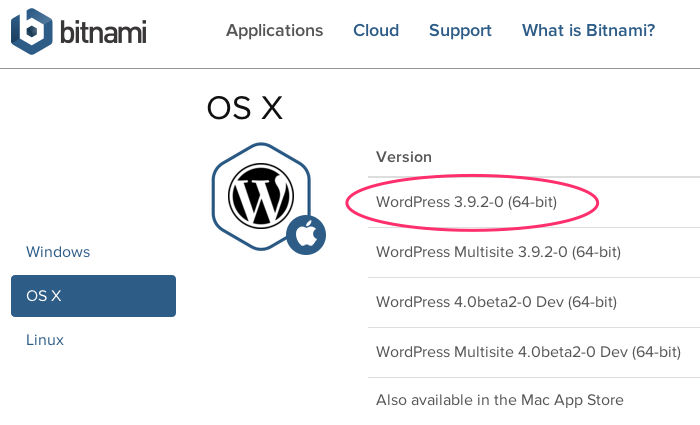 bitnami
Applications Cloud Support What is Bitnami?
OS X
Version
WordPress 3.9.2-0 (64-bit)
WordPress Multisite 3.9.2-0 (64-bit)
WordPress 4.0beta2-0 Dev (64-bit)
WordPress Multisite 4.0beta2-0 Dev (64-bit)
Also available in the Mac App Store
Windows
OS X
Linux